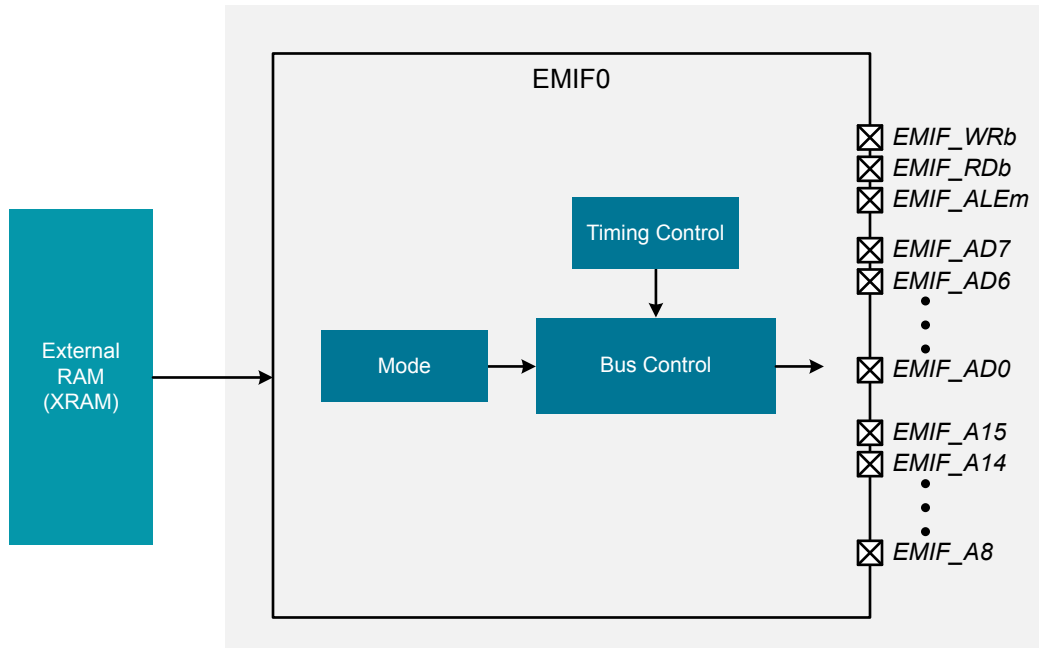 EMIF0
EMIF_WRb
EMIF_RDb
EMIF_ALEm
Timing Control
EMIF_AD7
EMIF_AD6
External
RAM
(XRAM)
Mode
Bus Control
EMIF_AD0
EMIF_A15
EMIF_A14
EMIF_A8